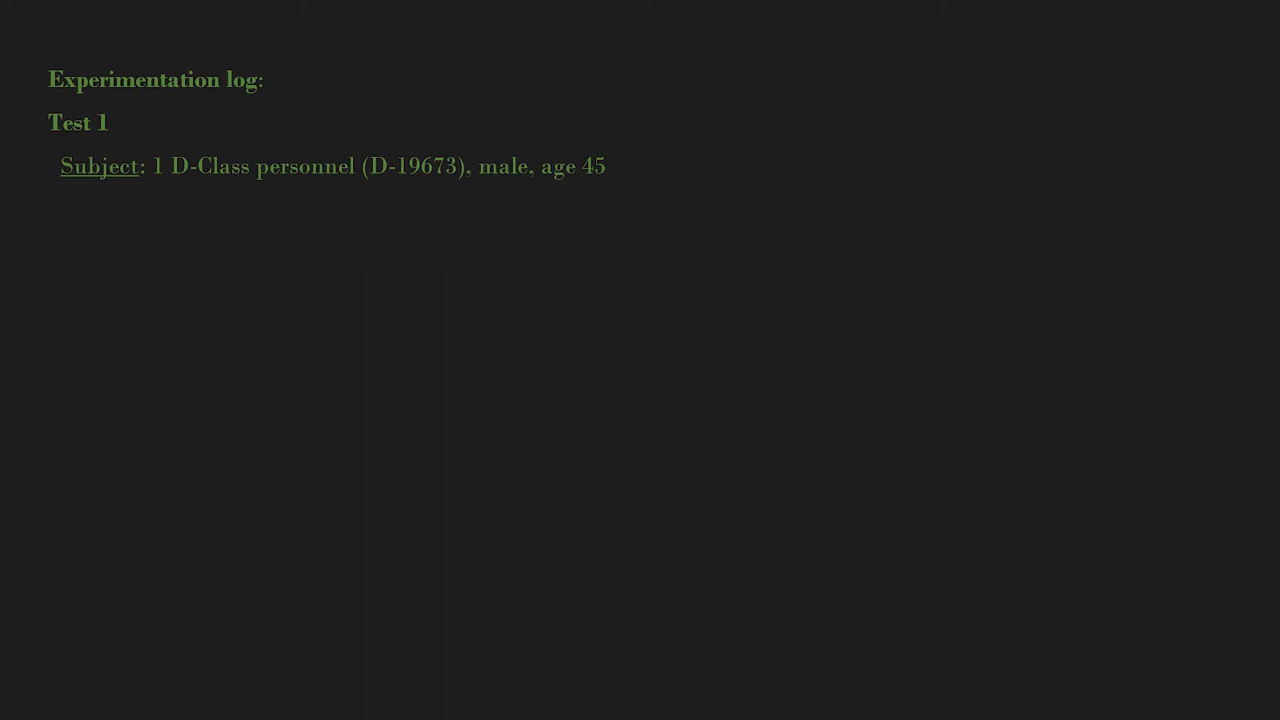 Experimentation log:
Test 1
Subject: 1 D-Class personnel (D-19673), male, age 45